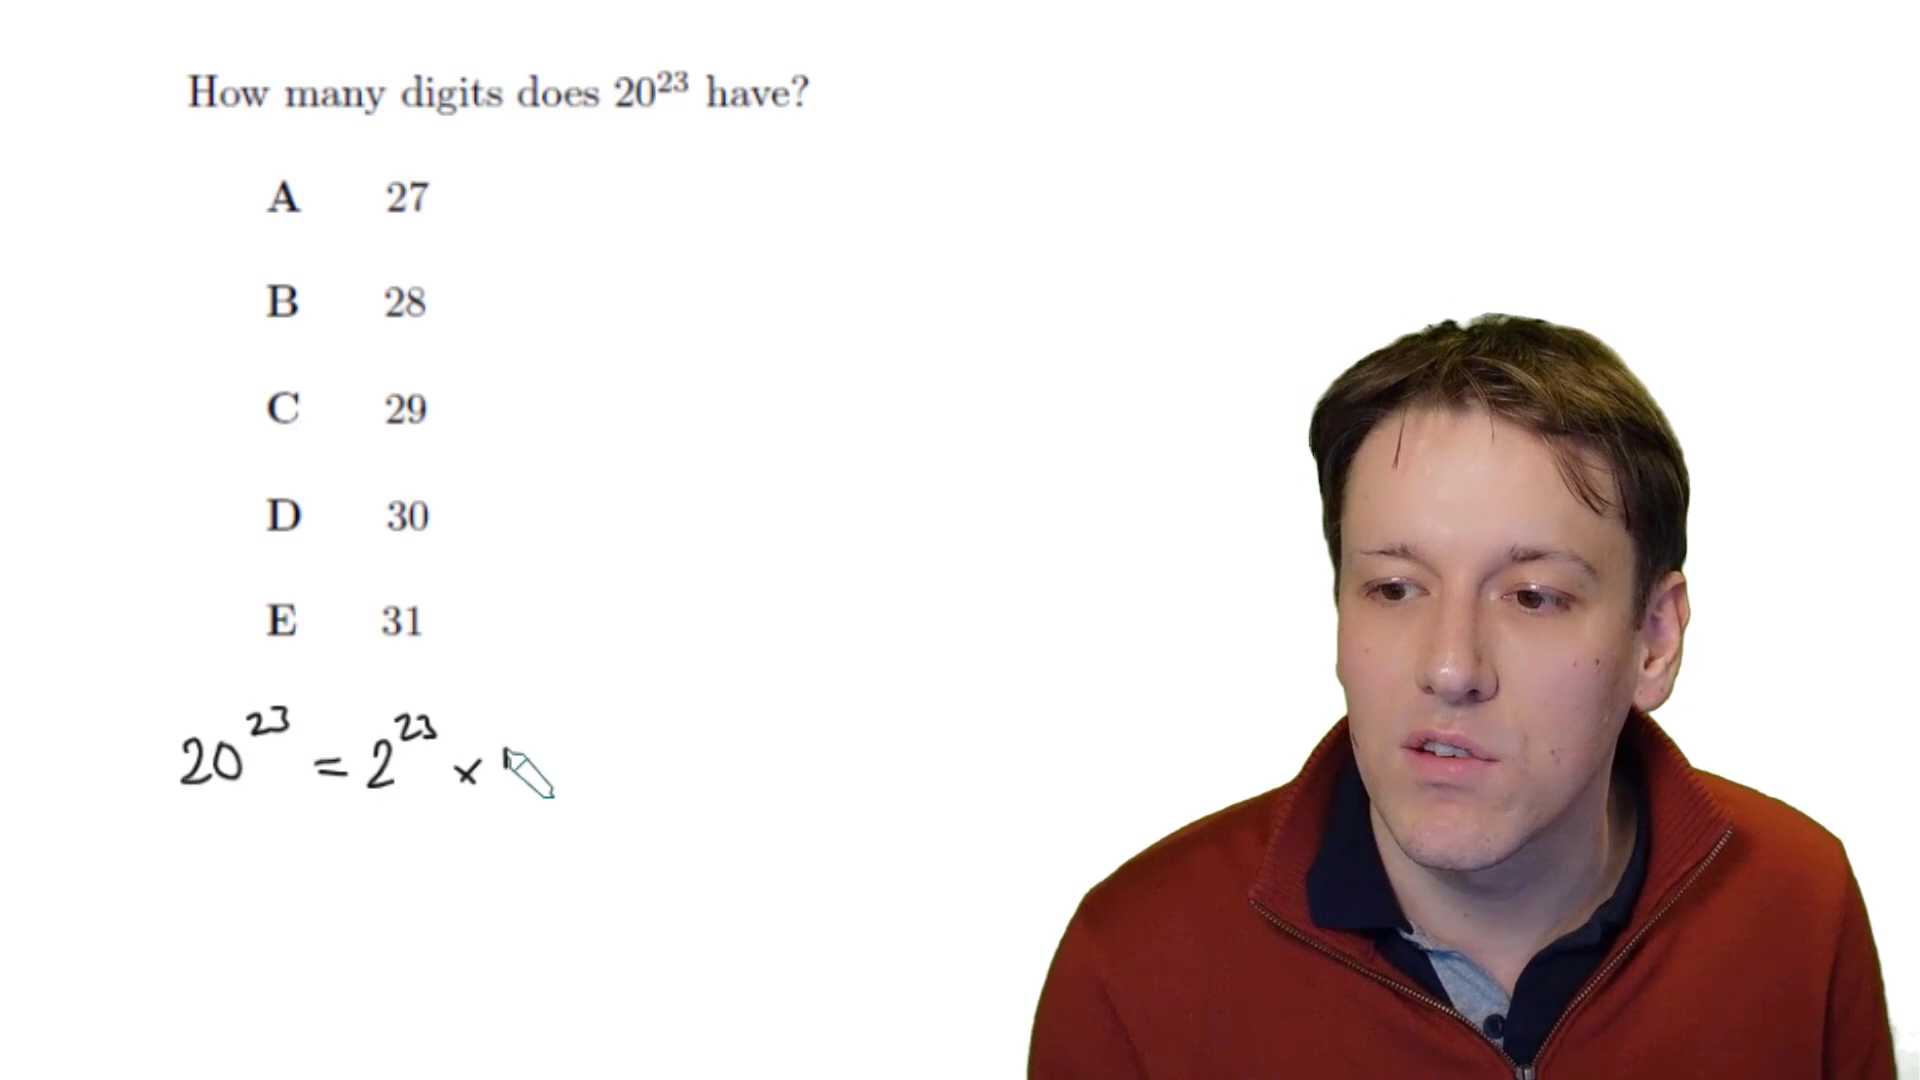 How many digits does 20²³ have?
A 27
B 28
C 29
D 30
E 31
20²³ = 2²³ ×